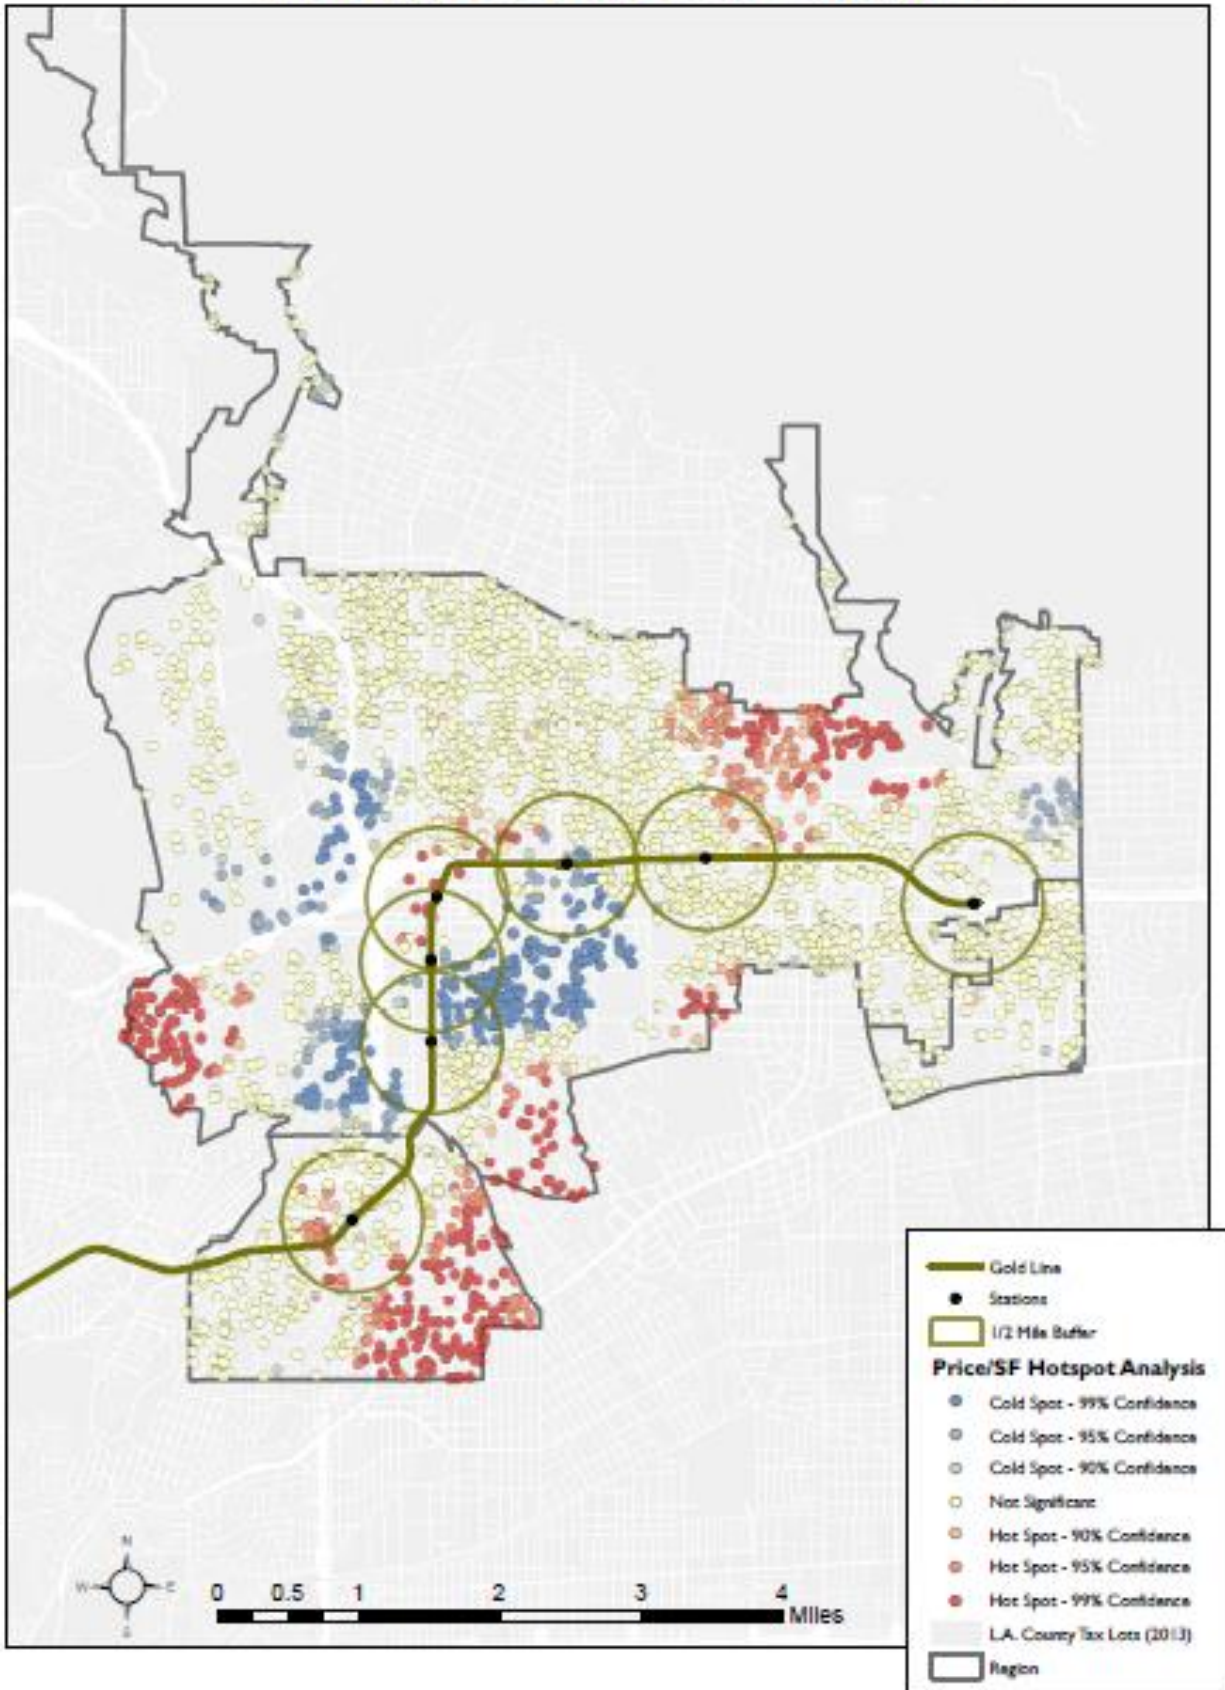 Gold Line
Stations
1/2 Mile Buffer
Price/SF Hotspot Analysis
Cold Spot - 99% Confidence
Cold Spot - 95% Confidence
Cold Spot - 90% Confidence
Not Significant
Hot Spot - 90% Confidence
Hot Spot - 95% Confidence
Hot Spot - 99% Confidence
L.A. County Tax Lots (2013)
Region
N
W E
S
0 0.5 1 2 3 4
Miles